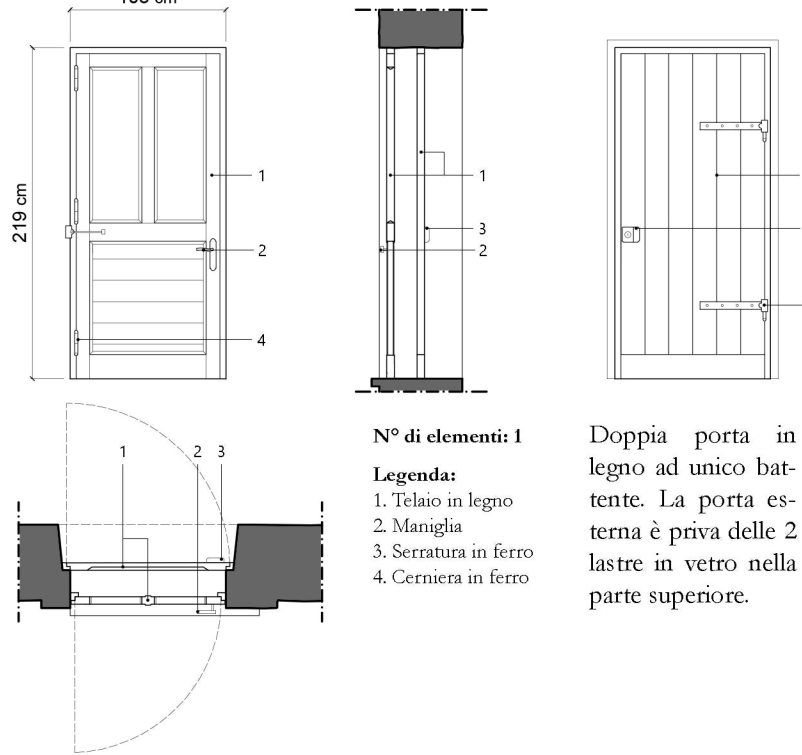 cm
219 cm
1
2
4
1
3
2
1 2 3
N° di elementi: 1
Legenda:
1. Telaio in legno
2. Maniglia
3. Serratura in ferro
4. Cerniera in ferro
Doppia porta in
legno ad unico bat-
tente. La porta es-
terna è priva delle 2
lastre in vetro nella
parte superiore.